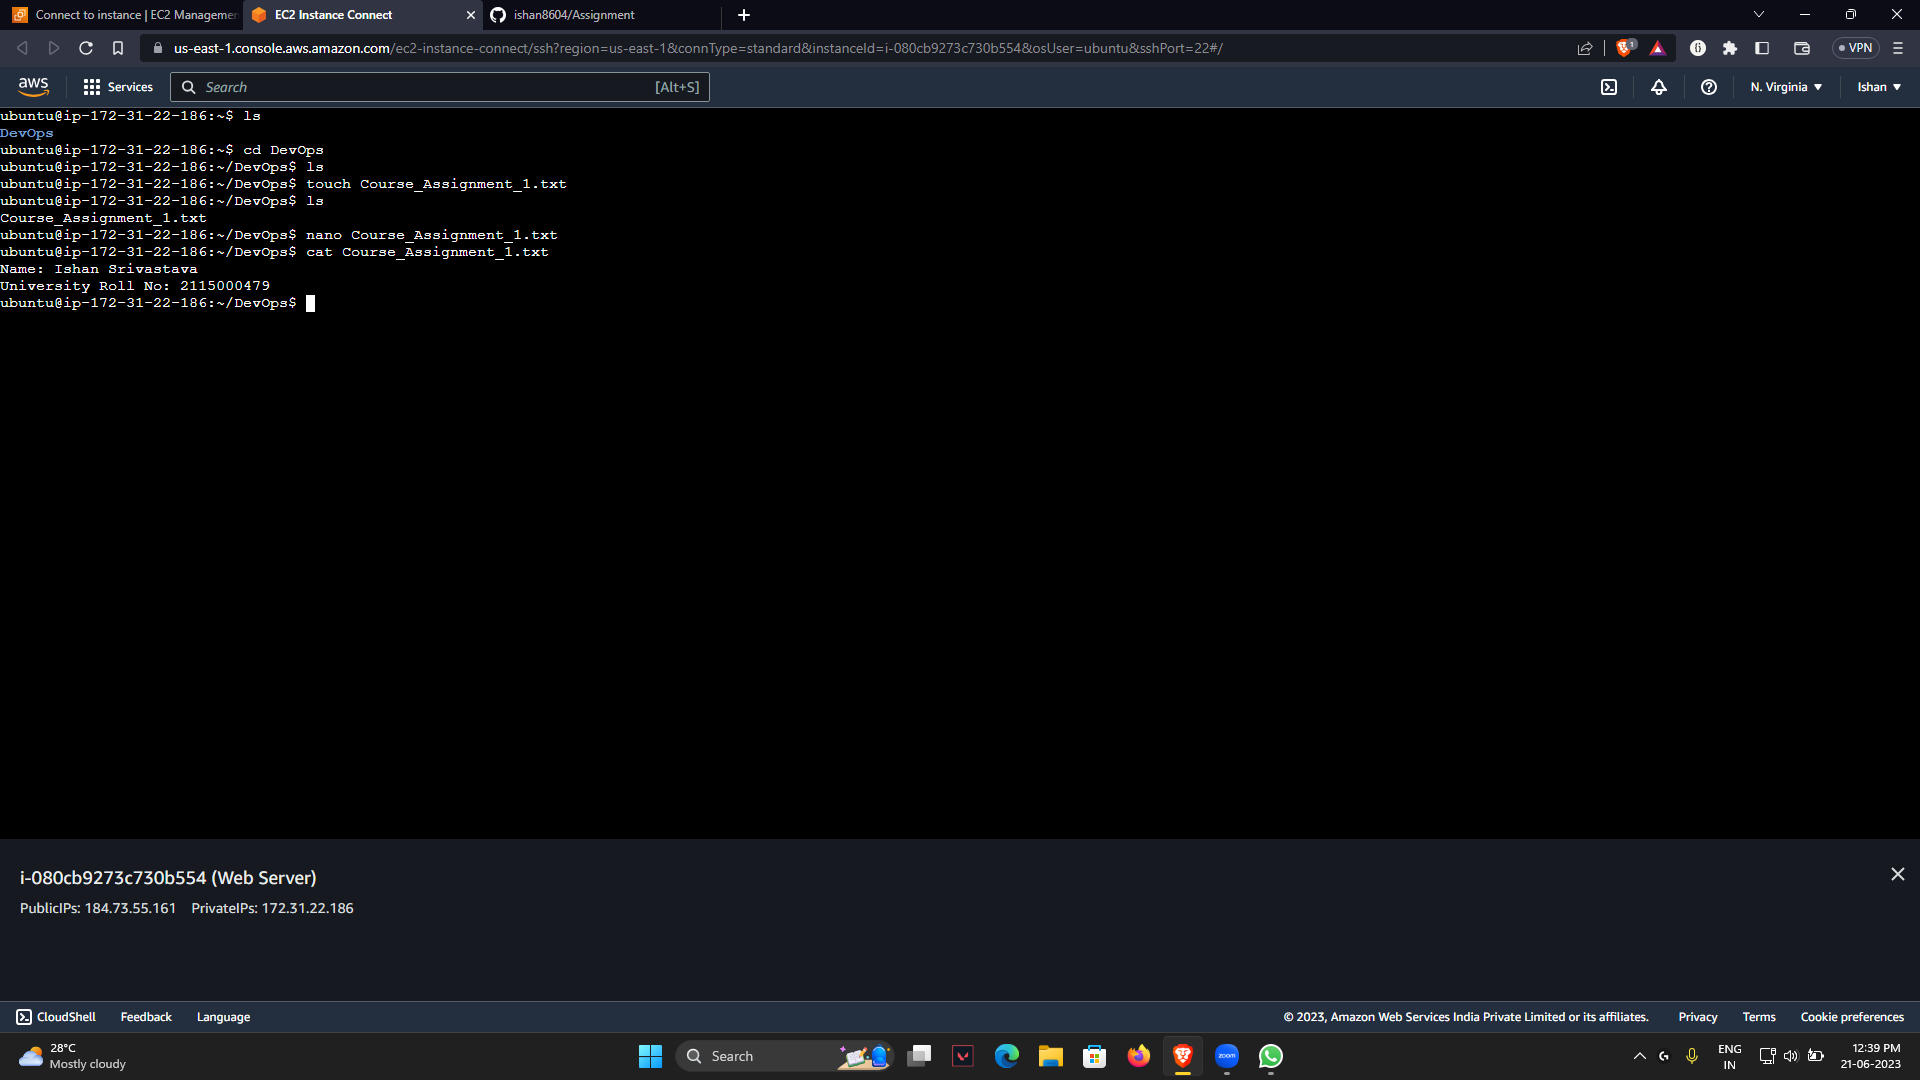 Connect to instance | EC2 Managemen
EC2 Instance Connect
ishan8604/Assignment
us-east-1.console.aws.amazon.com/ec2-instance-connect/ssh?region=us-east-1&connType=standard&instanceId=i-080cb9273c730b554&osUser=ubuntu&sshPort=22#/
1
VPN
aws
Services
Search
[Alt+S]
N. Virginia
Ishan
ubuntu@ip-172-31-22-186:~$ ls
DevOps
ubuntu@ip-172-31-22-186:~$ cd DevOps
ubuntu@ip-172-31-22-186:~/DevOps$ ls
ubuntu@ip-172-31-22-186:~/DevOps$ touch Course_Assignment_1.txt
ubuntu@ip-172-31-22-186:~/DevOps$ ls
Course_Assignment_1.txt
ubuntu@ip-172-31-22-186:~/DevOps$ nano Course_Assignment_1.txt
ubuntu@ip-172-31-22-186:~/DevOps$ cat Course_Assignment_1.txt
Name: Ishan Srivastava
University Roll No: 2115000479
ubuntu@ip-172-31-22-186:~/DevOps$
i-080cb9273c730b554 (Web Server)
PublicIPs: 184.73.55.161 PrivateIPs: 172.31.22.186
CloudShell
Feedback
Language
© 2023, Amazon Web Services India Private Limited or its affiliates.
Privacy
Terms
Cookie preferences
28°C
Mostly cloudy
Search
zoom
ENG
IN
12:39 PM
21-06-2023